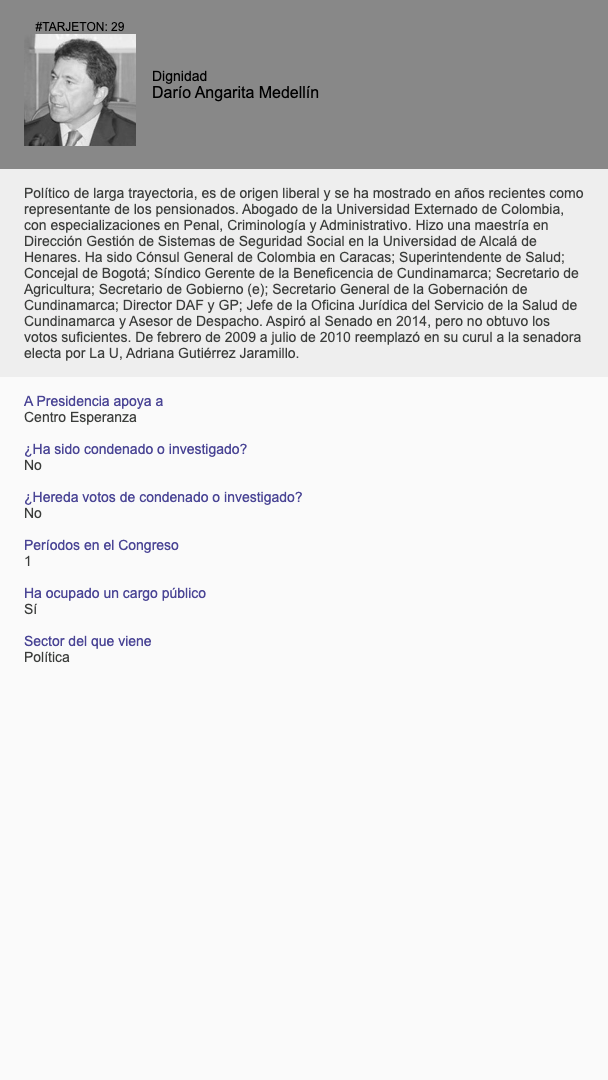 #TARJETON: 29
Dignidad
Darío Angarita Medellín
Político de larga trayectoria, es de origen liberal y se ha mostrado en años recientes como
representante de los pensionados. Abogado de la Universidad Externado de Colombia,
con especializaciones en Penal, Criminología y Administrativo. Hizo una maestría en
Dirección Gestión de Sistemas de Seguridad Social en la Universidad de Alcalá de
Henares. Ha sido Cónsul General de Colombia en Caracas; Superintendente de Salud;
Concejal de Bogotá; Síndico Gerente de la Beneficencia de Cundinamarca; Secretario de
Agricultura; Secretario de Gobierno (e); Secretario General de la Gobernación de
Cundinamarca; Director DAF y GP; Jefe de la Oficina Jurídica del Servicio de la Salud de
Cundinamarca y Asesor de Despacho. Aspiró al Senado en 2014, pero no obtuvo los
votos suficientes. De febrero de 2009 a julio de 2010 reemplazó en su curul a la senadora
electa por La U, Adriana Gutiérrez Jaramillo.
A Presidencia apoya a
Centro Esperanza
¿Ha sido condenado o investigado?
No
¿Hereda votos de condenado o investigado?
No
Períodos en el Congreso
1
Ha ocupado un cargo público
Sí
Sector del que viene
Política